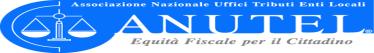 Associazione Nazionale Uffici Tributi Enti Locali
ANUTEL®
Equità Fiscale per il Cittadino